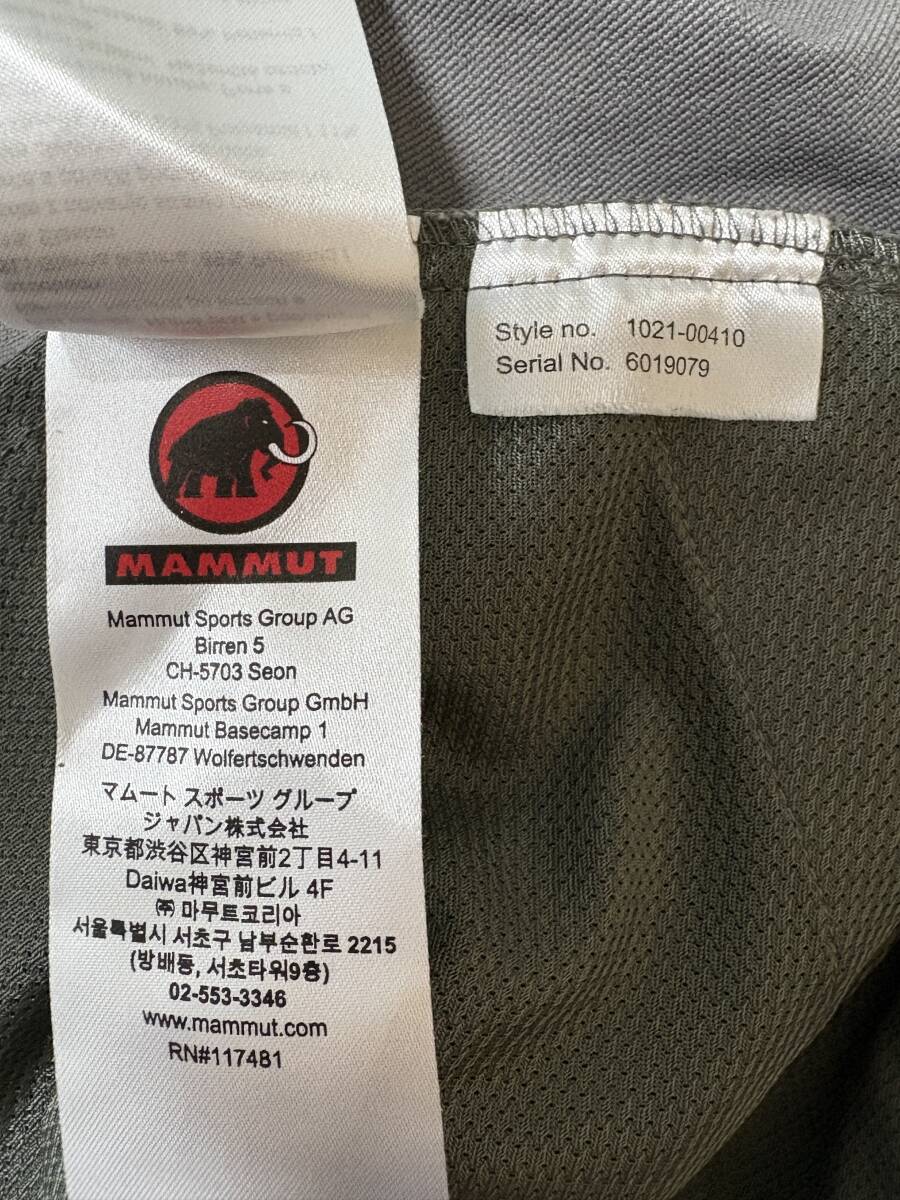 Style no. 1021-00410
Serial No. 6019079
MAMMUT
Mammut Sports Group AG
Birren 5
CH-5703 Seon
Mammut Sports Group GmbH
Mammut Basecamp 1
DE-87787 Wolfertschwenden
マムート スポーツ グループ
ジャパン株式会社
東京都渋谷区神宮前2丁目4-11
Daiwa神宮前ビル 4F
㈜ 마무트코리아
서울특별시 서초구 남부순환로 2215
(방배동, 서초타워9층)
02-553-3346
www.mammut.com
RN#117481